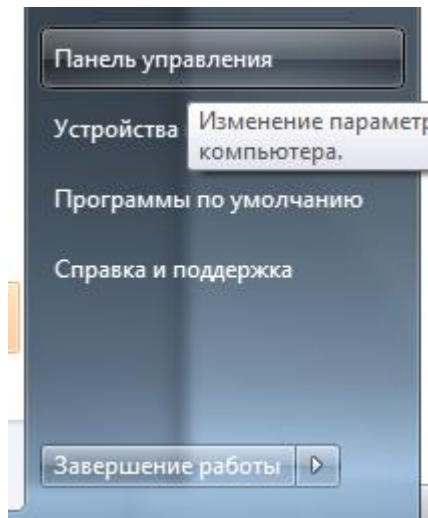 Панель управления
Устройства
Изменение параметр
компьютера.
Программы по умолчанию
Справка и поддержка
Завершение работы